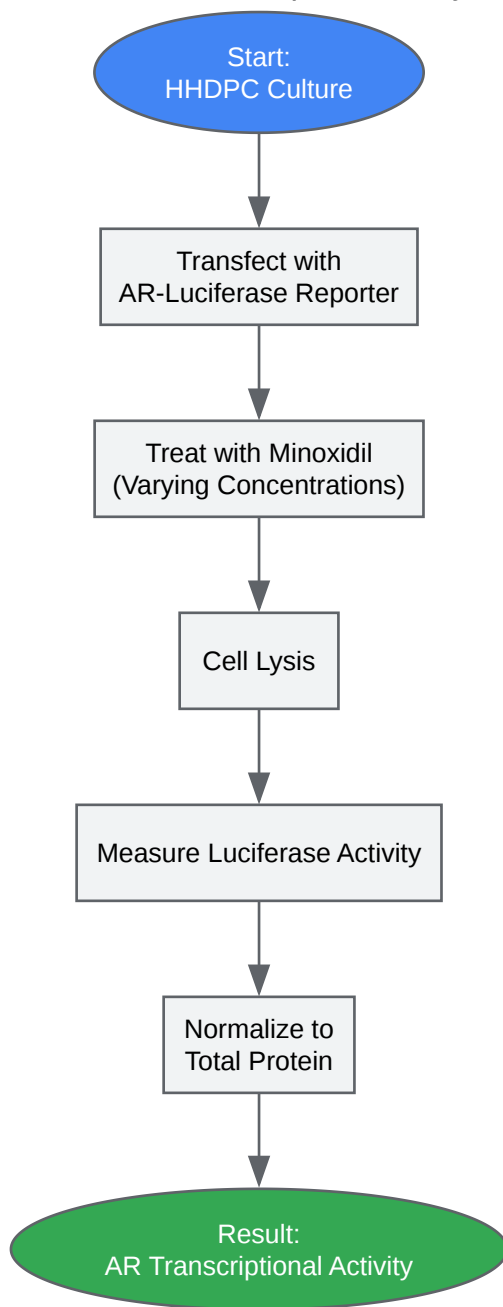 Start:
HHDPC Culture
Transfect with
AR-Luciferase Reporter
Treat with Minoxidil
(Varying Concentrations)
Cell Lysis
Measure Luciferase Activity
Normalize to
Total Protein
Result:
AR Transcriptional Activity